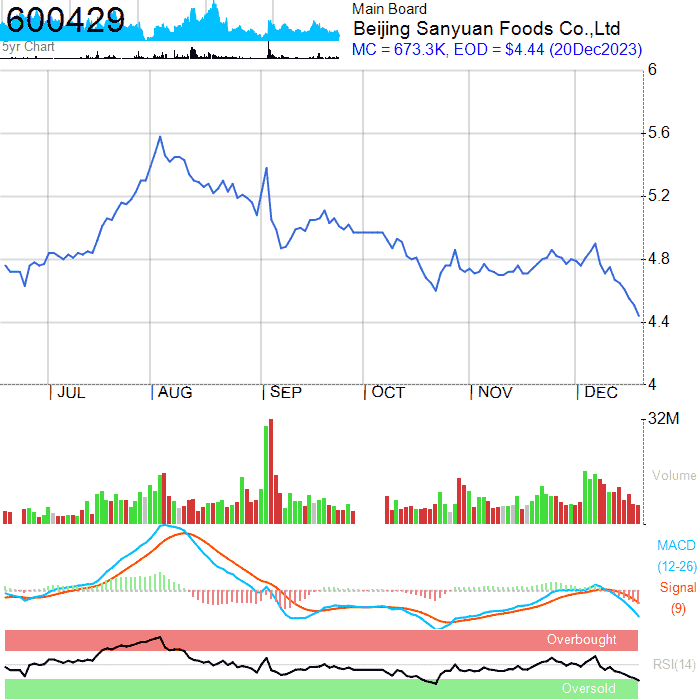 600429
5yr Chart
Main Board
Beijing Sanyuan Foods Co.,Ltd
MC = 673.3K, EOD = $4.44 (20Dec2023)
6
5.6
5.2
4.8
4.4
4
JUL
AUG
SEP
OCT
NOV
DEC
32M
Volume
MACD
(12-26)
Signal
(9)
Overbought
RSI(14)
Oversold